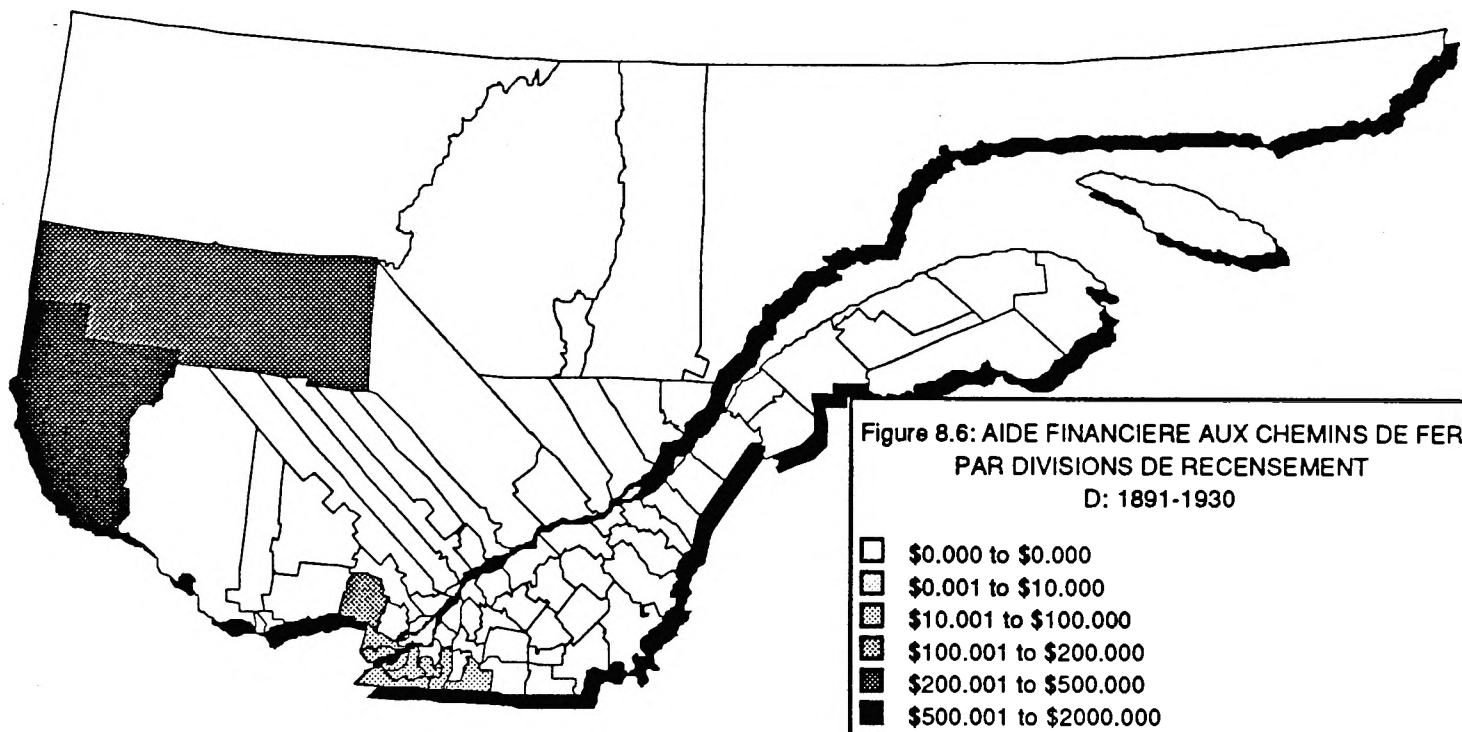 Figure 8.6: AIDE FINANCIERE AUX CHEMINS DE FER
PAR DIVISIONS DE RECENSEMENT
D: 1891-1930
$0.000 to $0.000
$0.001 to $10.000
$10.001 to $100.000
$100.001 to $200.000
$200.001 to $500.000
$500.001 to $2000.000